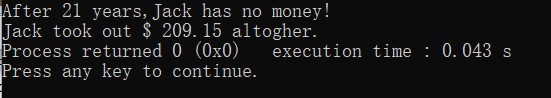 After 21 years,Jack has no money!
Jack took out $ 209.15 altogher.
Process returned 0 (0x0)   execution time : 0.043 s
Press any key to continue.